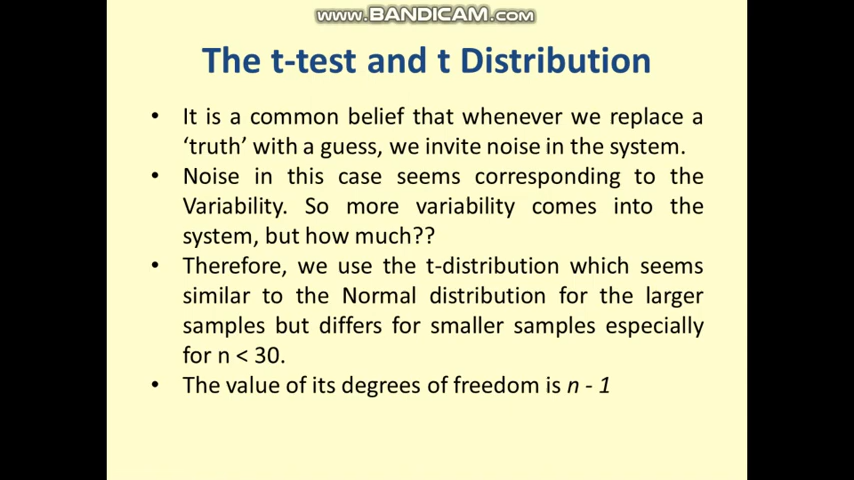 www.BANDICAM.com
The t-test and t Distribution
• It is a common belief that whenever we replace a
‘truth’ with a guess, we invite noise in the system.
• Noise in this case seems corresponding to the
Variability. So more variability comes into the
system, but how much??
• Therefore, we use the t-distribution which seems
similar to the Normal distribution for the larger
samples but differs for smaller samples especially
for n < 30.
• The value of its degrees of freedom is n - 1